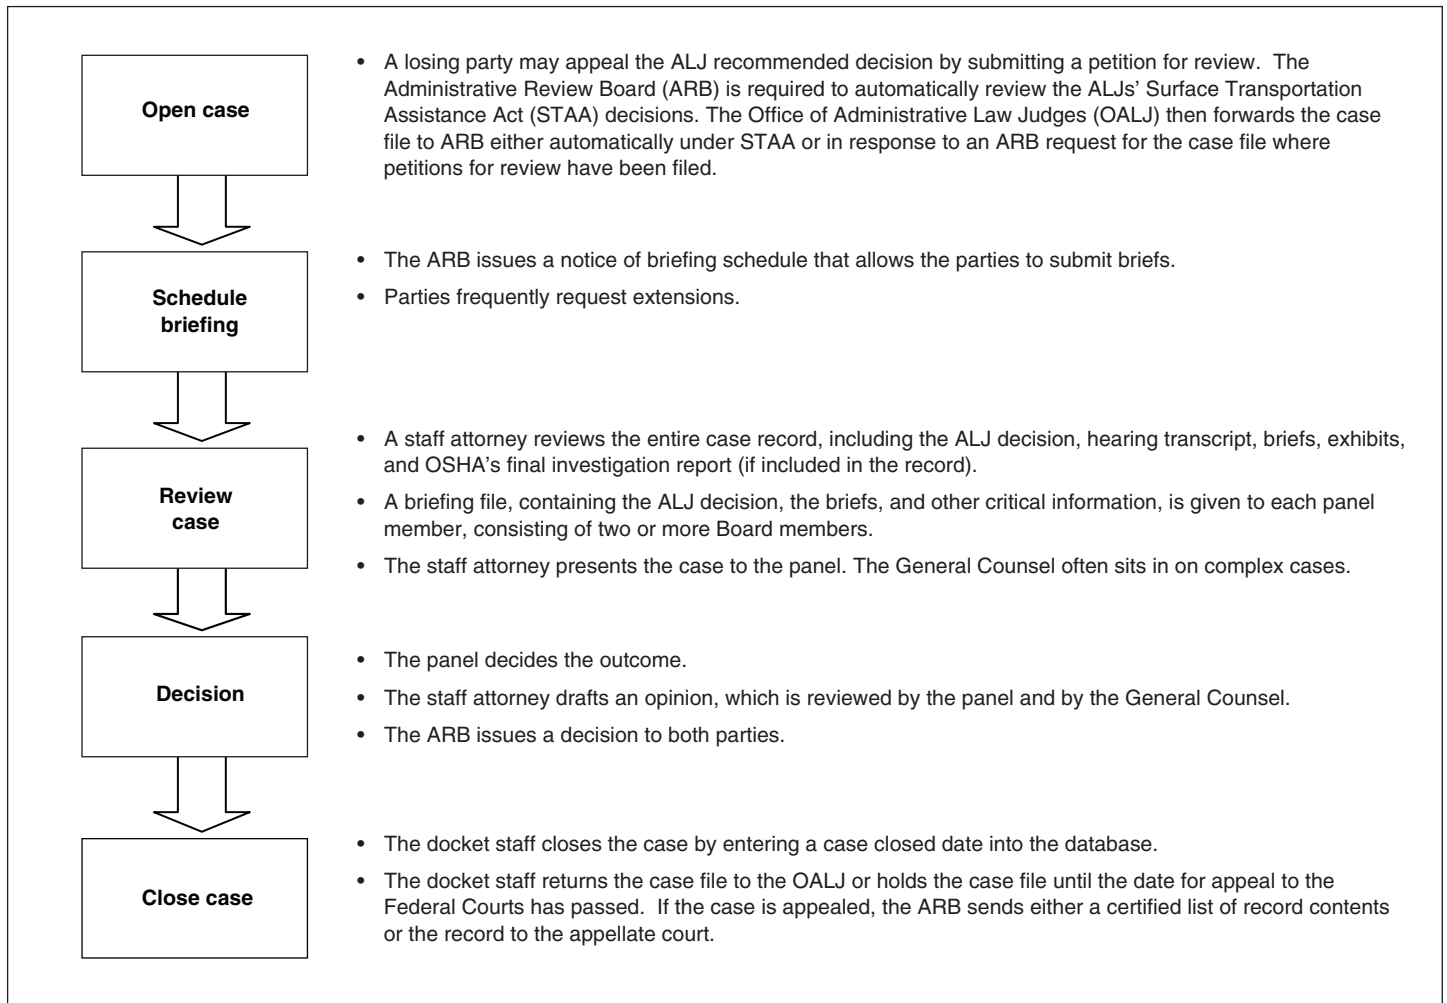 Open case
• A losing party may appeal the ALJ recommended decision by submitting a petition for review. The
Administrative Review Board (ARB) is required to automatically review the ALJs' Surface Transportation
Assistance Act (STAA) decisions. The Office of Administrative Law Judges (OALJ) then forwards the case
file to ARB either automatically under STAA or in response to an ARB request for the case file where
petitions for review have been filed.
Schedule
briefing
• The ARB issues a notice of briefing schedule that allows the parties to submit briefs.
• Parties frequently request extensions.
Review
case
• A staff attorney reviews the entire case record, including the ALJ decision, hearing transcript, briefs, exhibits,
and OSHA's final investigation report (if included in the record).
• A briefing file, containing the ALJ decision, the briefs, and other critical information, is given to each panel
member, consisting of two or more Board members.
• The staff attorney presents the case to the panel. The General Counsel often sits in on complex cases.
Decision
• The panel decides the outcome.
• The staff attorney drafts an opinion, which is reviewed by the panel and by the General Counsel.
• The ARB issues a decision to both parties.
Close case
• The docket staff closes the case by entering a case closed date into the database.
• The docket staff returns the case file to the OALJ or holds the case file until the date for appeal to the
Federal Courts has passed. If the case is appealed, the ARB sends either a certified list of record contents
or the record to the appellate court.